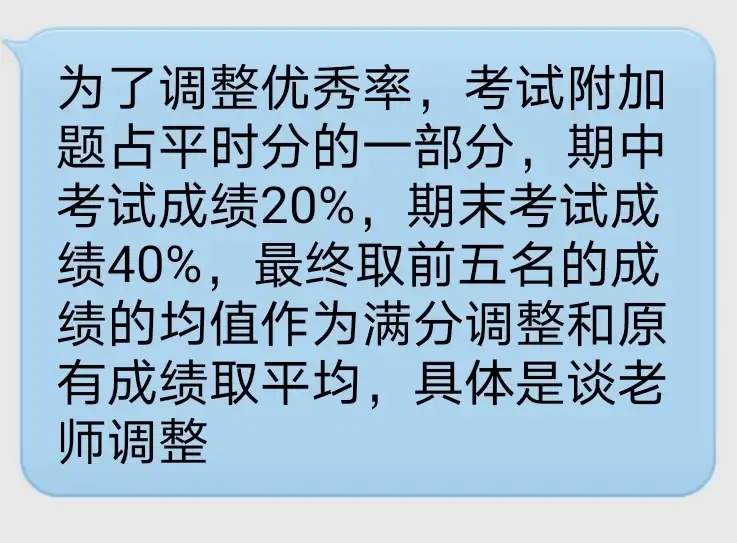 为了调整优秀率，考试附加
题占平时分的一部分，期中
考试成绩20%，期末考试成
绩40%，最终取前五名的成
绩的均值作为满分调整和原
有成绩取平均，具体是谈老
师调整